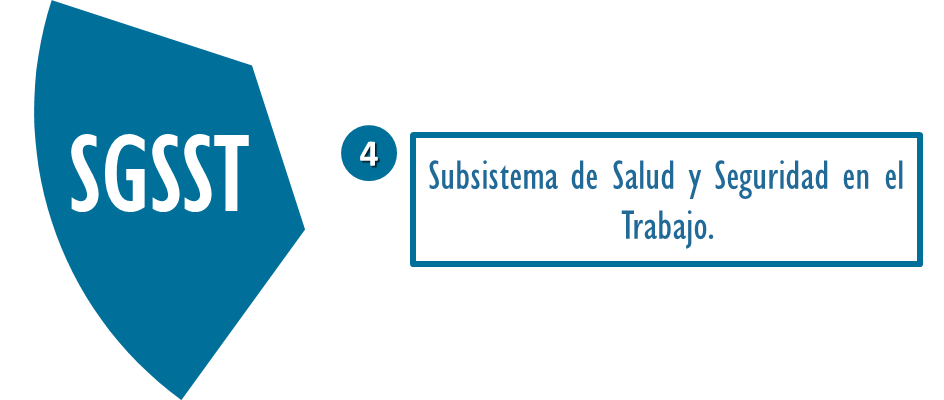 SGSST
4
Subsistema de Salud y Seguridad en el
Trabajo.